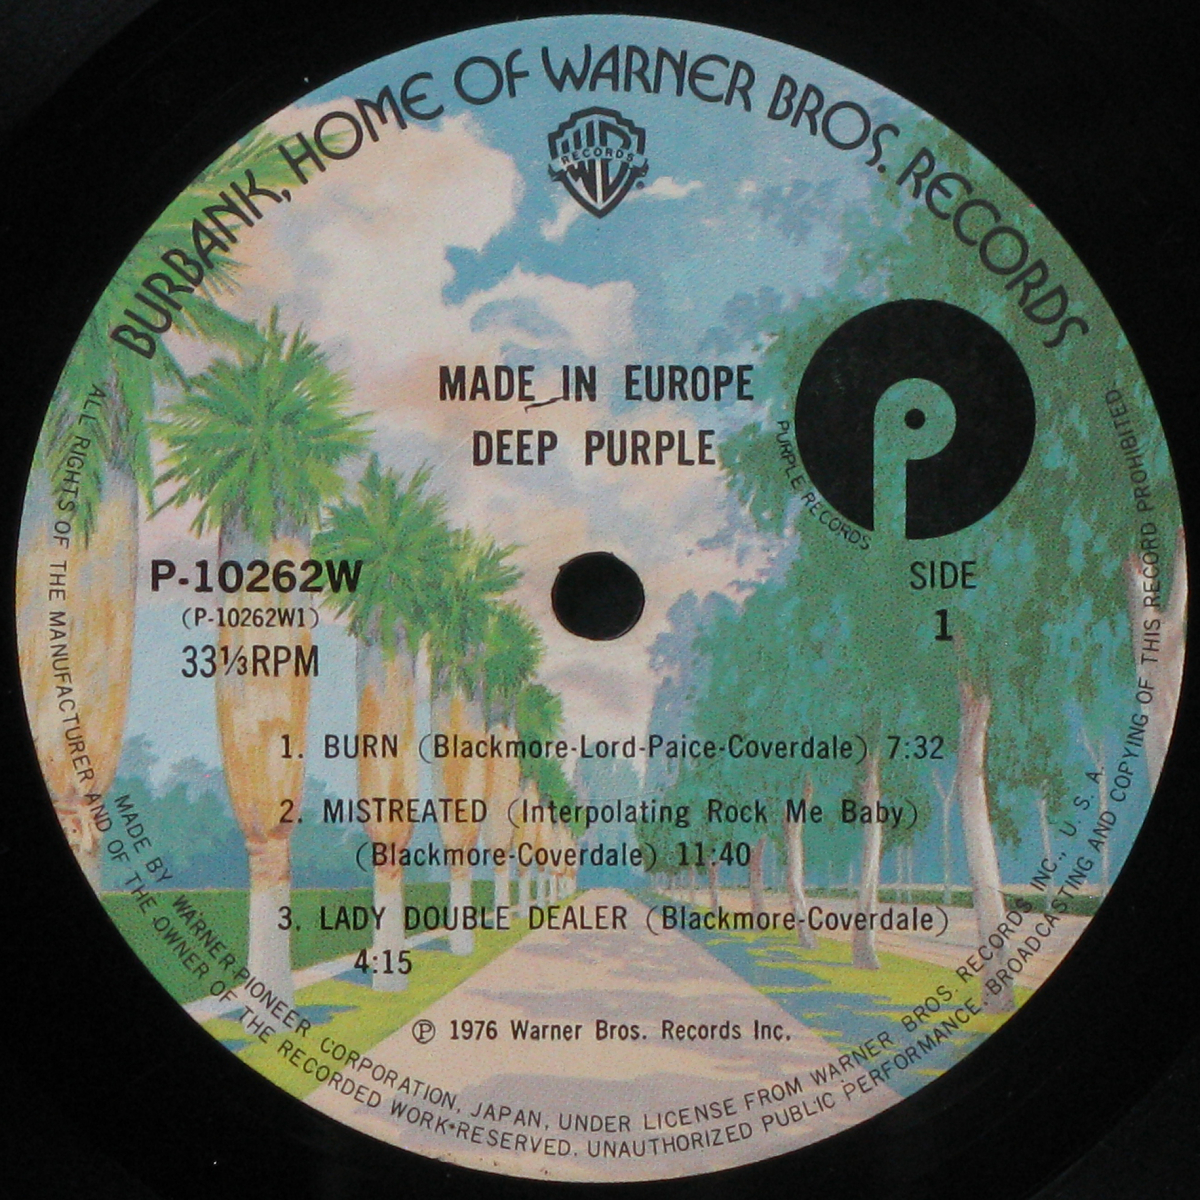 BURBANK, HOME OF WARNER BROS. RECORDS
W B
RECORDS
®
MADE IN EUROPE
DEEP PURPLE
PURPLE RECORDS
P-10262W
(P-10262W1)
33⅓RPM
SIDE
1
1. BURN (Blackmore-Lord-Paice-Coverdale) 7:32
2. MISTREATED (Interpolating Rock Me Baby)
(Blackmore-Coverdale) 11:40
3. LADY DOUBLE DEALER (Blackmore-Coverdale)
4:15
℗ 1976 Warner Bros. Records Inc.
MADE BY WARNER-PIONEER CORPORATION, JAPAN, UNDER LICENSE FROM WARNER BROS. RECORDS INC., U. S. A.
ALL RIGHTS OF THE MANUFACTURER AND OF THE OWNER OF THE RECORDED WORK•RESERVED. UNAUTHORIZED PUBLIC PERFORMANCE. BROADCASTING AND COPYING OF THIS RECORD PROHIBITED